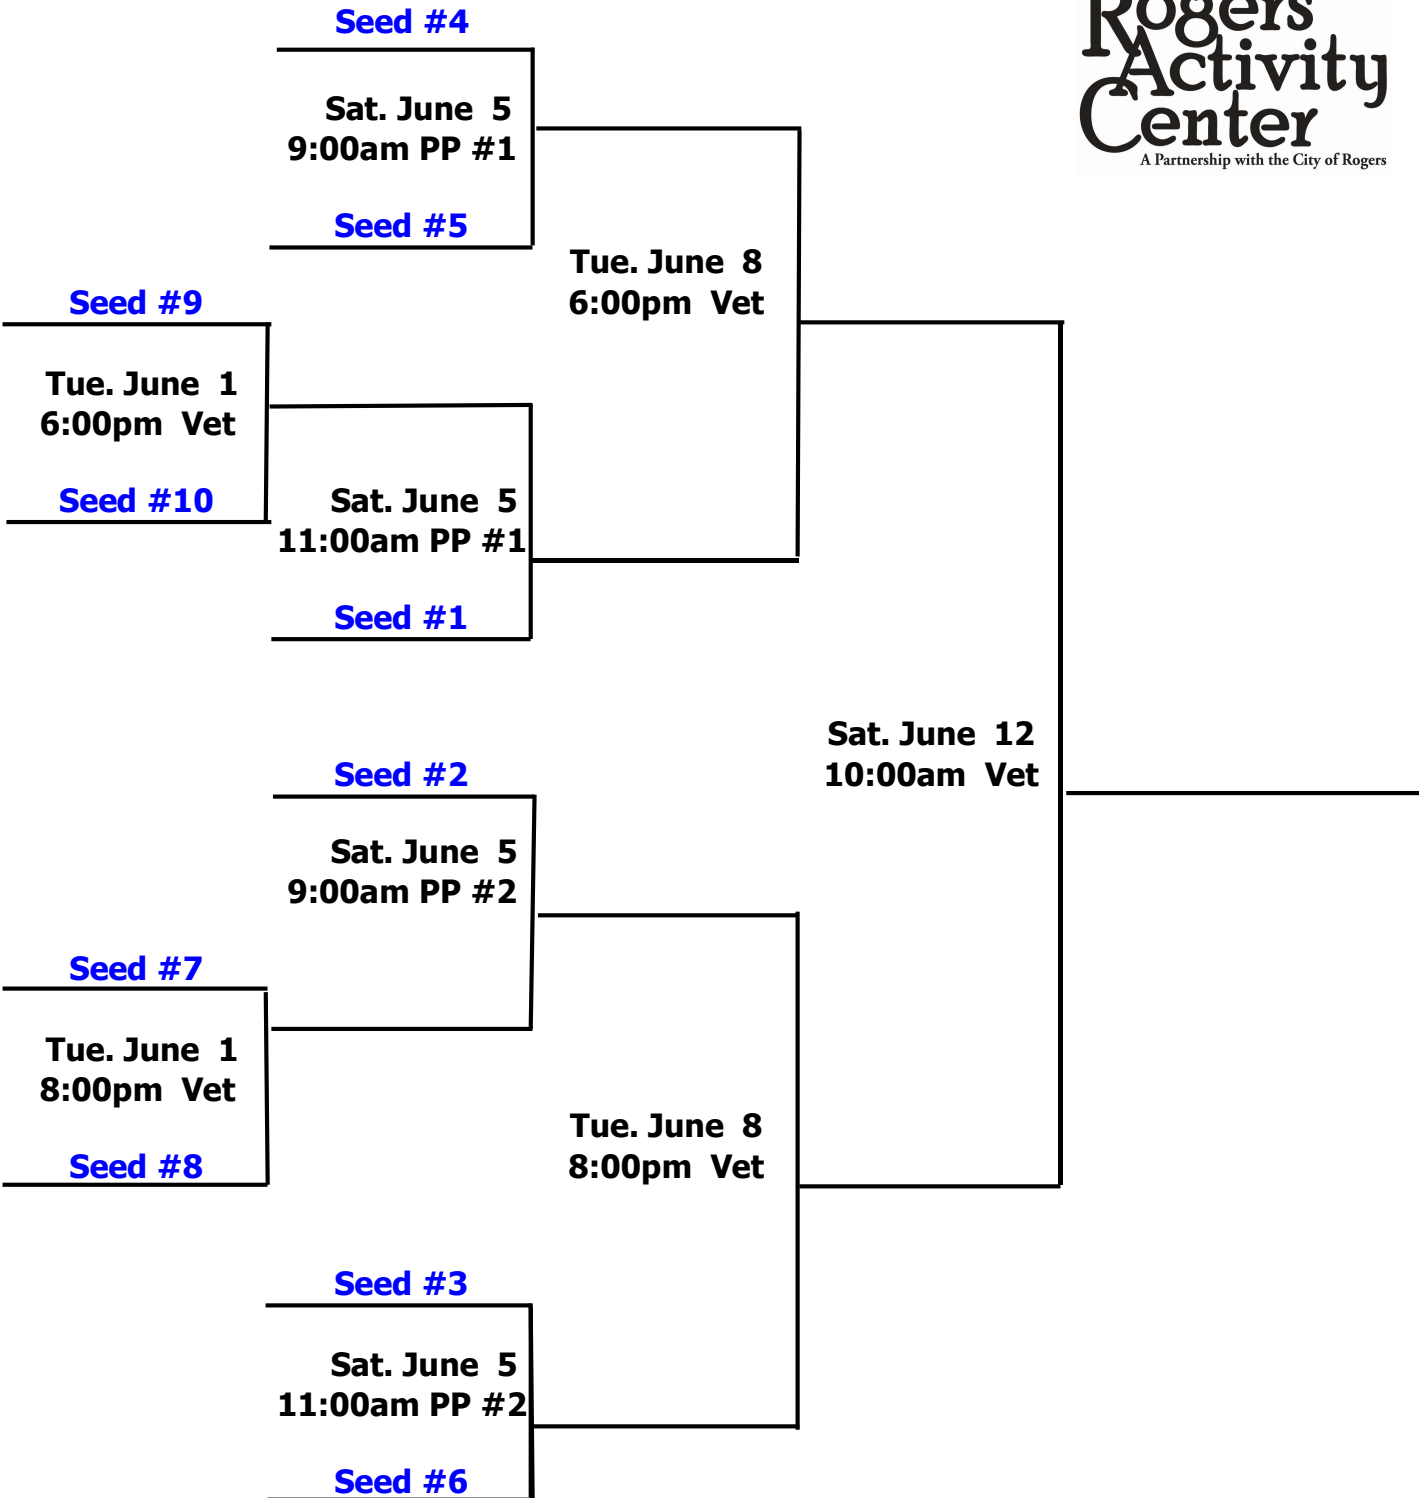 Seed #4
Rogers
Activity
Center
A Partnership with the City of Rogers
Sat. June 5
9:00am PP #1
Seed #5
Tue. June 8
6:00pm Vet
Seed #9
Tue. June 1
6:00pm Vet
Seed #10
Sat. June 5
11:00am PP #1
Seed #1
Sat. June 12
10:00am Vet
Seed #2
Sat. June 5
9:00am PP #2
Seed #7
Tue. June 1
8:00pm Vet
Seed #8
Tue. June 8
8:00pm Vet
Seed #3
Sat. June 5
11:00am PP #2
Seed #6